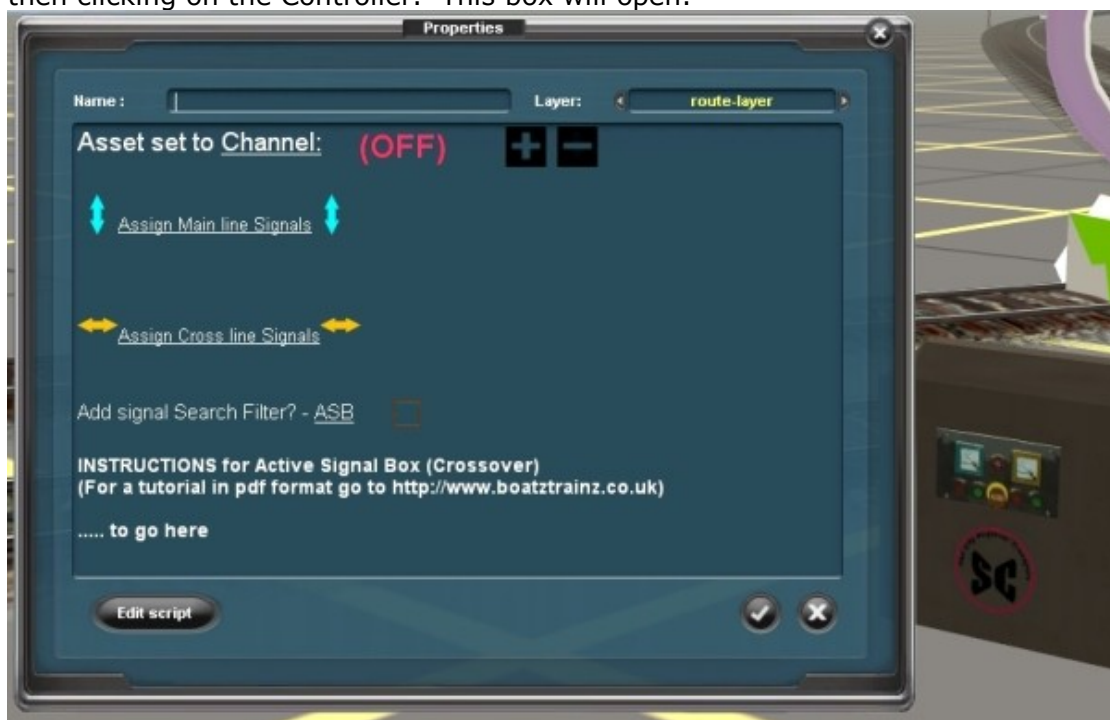 then clicking on the Controller. This box will open:
Properties
Name :
Layer:
route-layer
Asset set to Channel: (OFF)
Assign Main line Signals
Assign Cross line Signals
Add signal Search Filter? - ASB
INSTRUCTIONS for Active Signal Box (Crossover)
(For a tutorial in pdf format go to http://www.boatztrainz.co.uk)
..... to go here
Edit script
SC